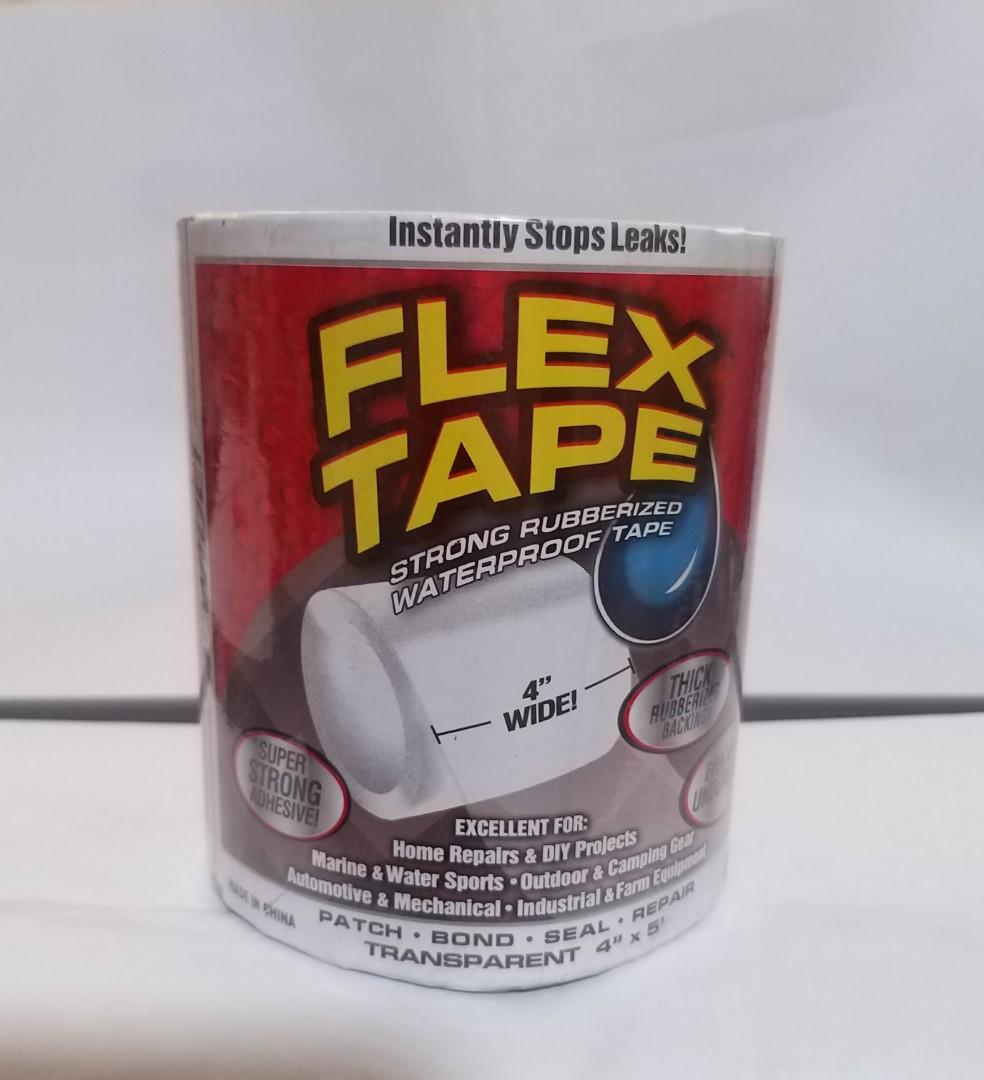 Instantly Stops Leaks!
FLEX
TAPE
STRONG RUBBERIZED
WATERPROOF TAPE
4”
WIDE!
THICK
RUBBERIZED
BACKING!
SUPER
STRONG
ADHESIVE!
EXCELLENT FOR:
Home Repairs & DIY Projects
Marine & Water Sports • Outdoor & Camping Gear
Automotive & Mechanical • Industrial & Farm Equipment
MADE IN CHINA
PATCH • BOND • SEAL • REPAIR
TRANSPARENT 4" x 5'